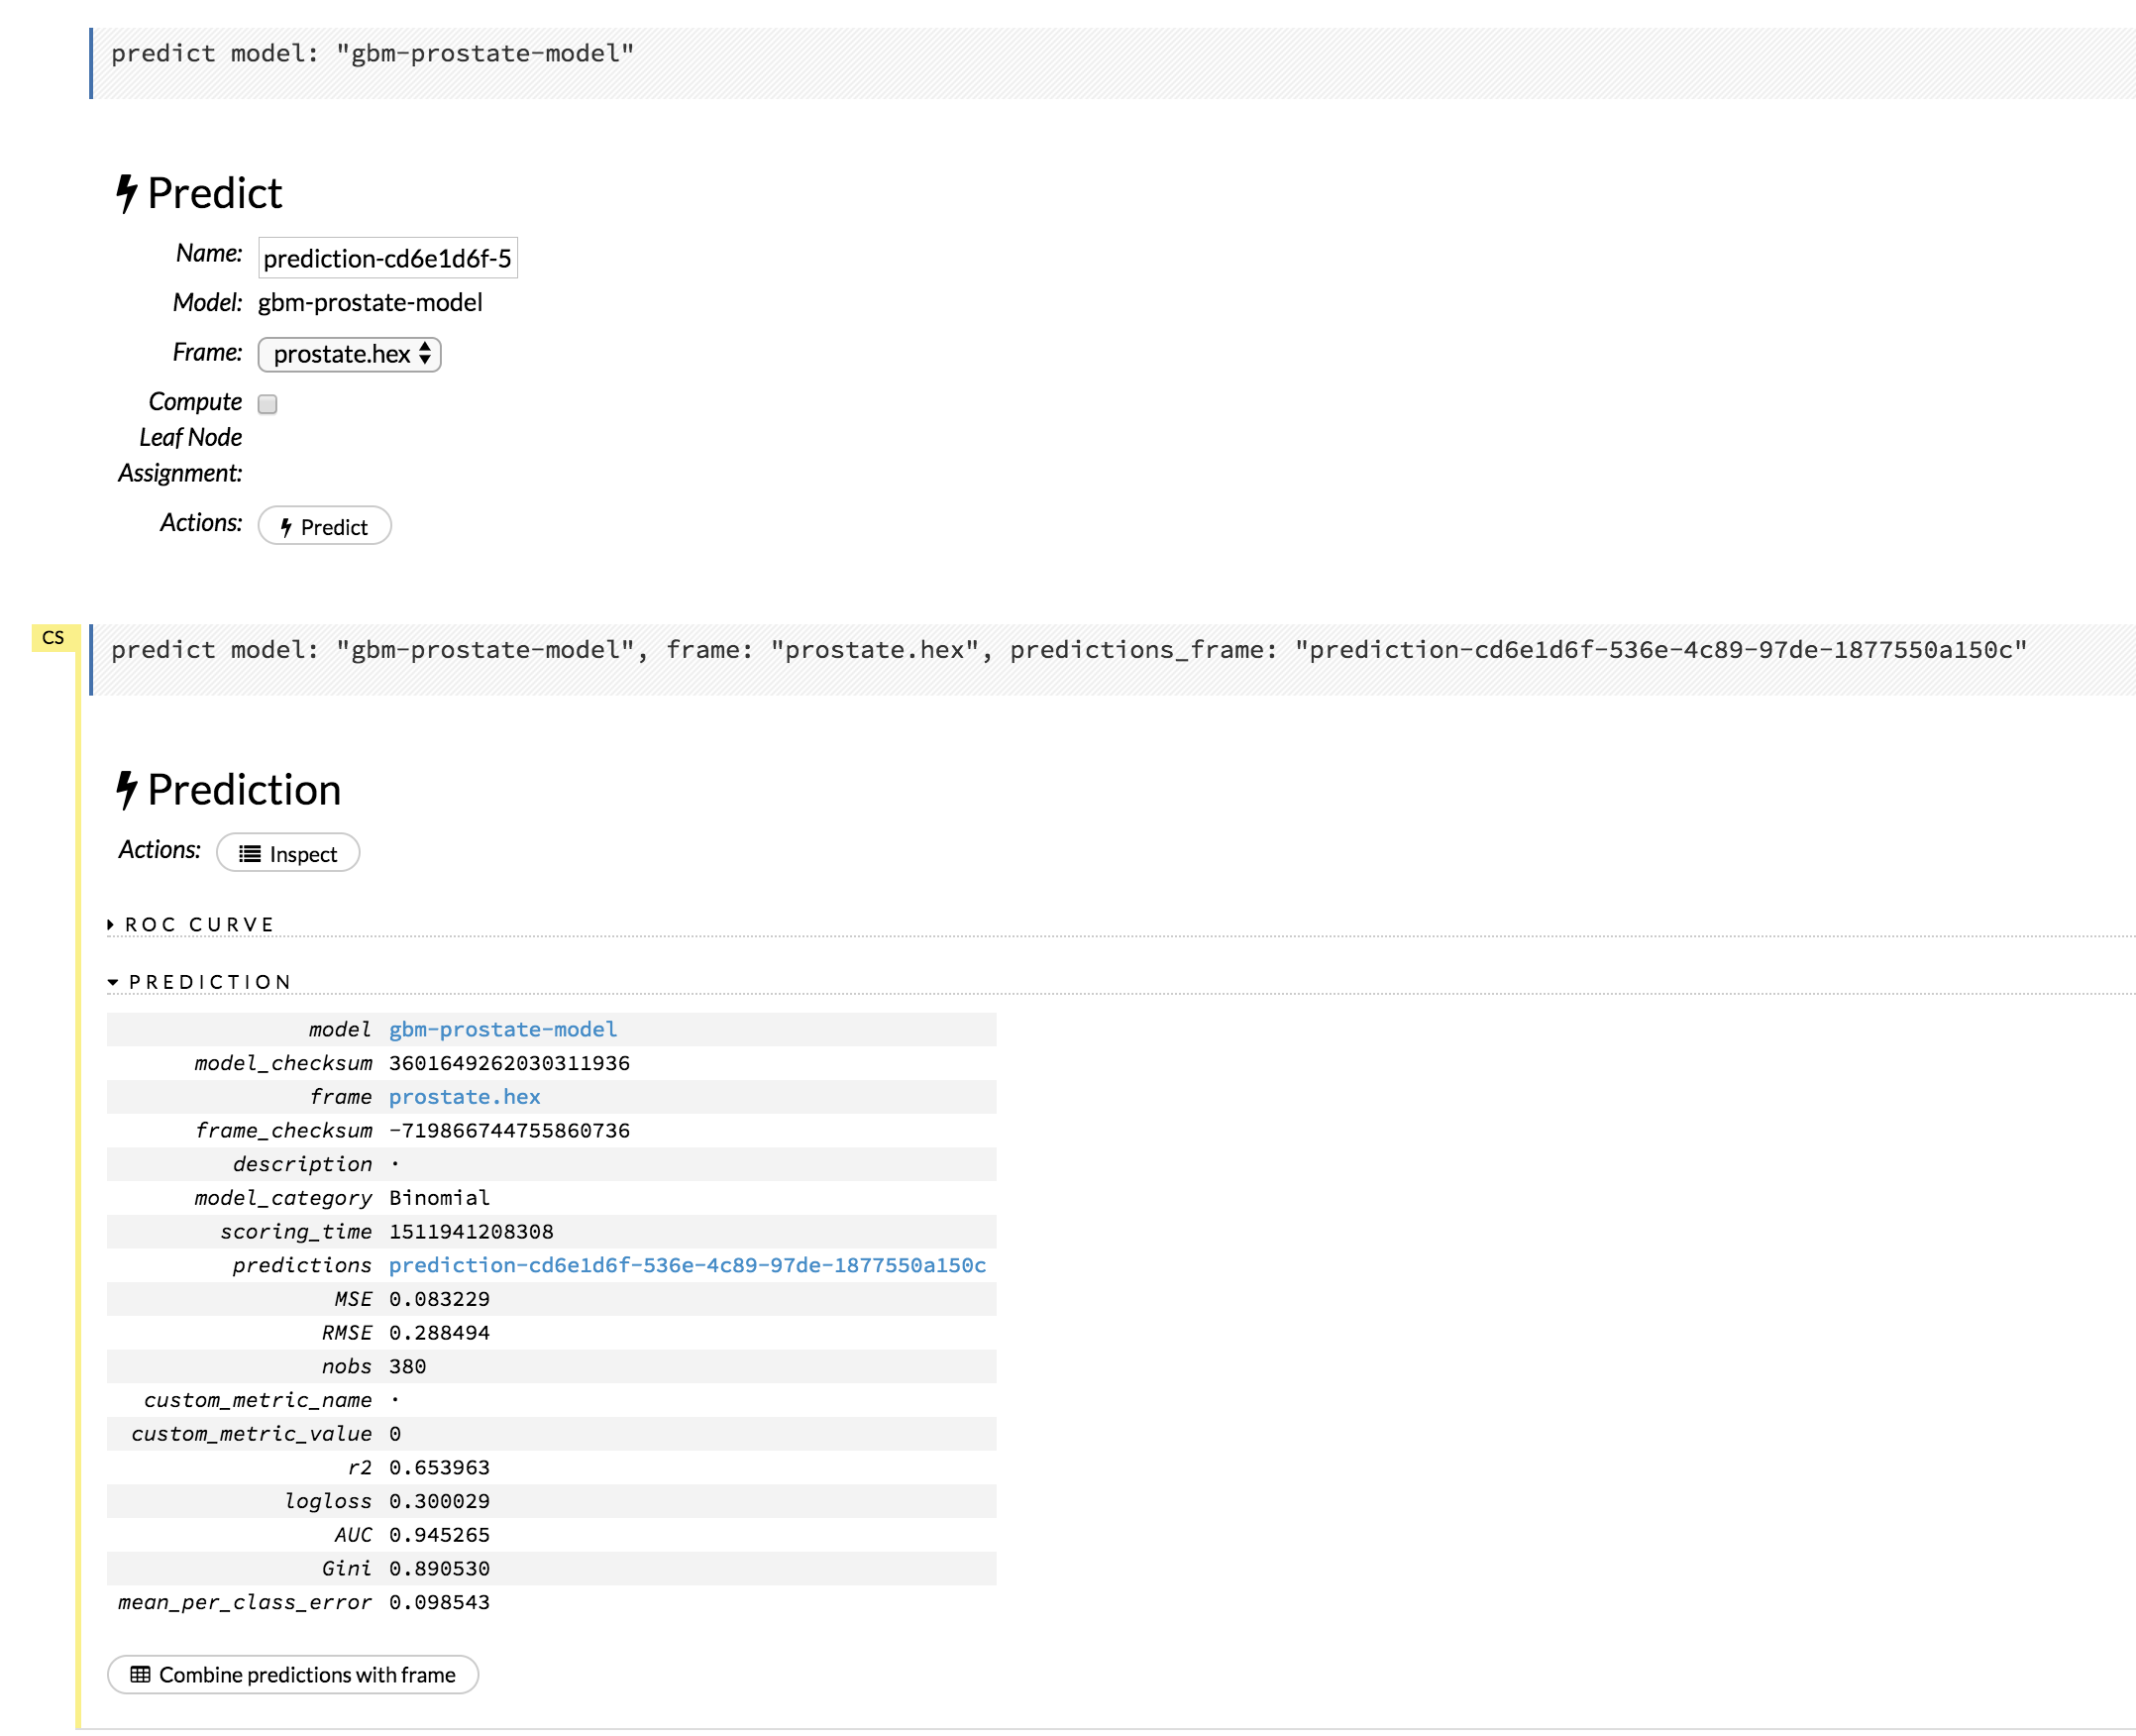 predict model: "gbm-prostate-model"
Predict
Name: prediction-cd6e1d6f-5
Model: gbm-prostate-model
Frame: prostate.hex
Compute
Leaf Node
Assignment:
Actions: Predict
CS
predict model: "gbm-prostate-model", frame: "prostate.hex", predictions_frame: "prediction-cd6e1d6f-536e-4c89-97de-1877550a150c"
Prediction
Actions: Inspect
ROC CURVE
PREDICTION
model gbm-prostate-model
model_checksum 3601649262030311936
frame prostate.hex
frame_checksum -719866744755860736
description ·
model_category Binomial
scoring_time 1511941208308
predictions prediction-cd6e1d6f-536e-4c89-97de-1877550a150c
MSE 0.083229
RMSE 0.288494
nobs 380
custom_metric_name ·
custom_metric_value 0
r2 0.653963
logloss 0.300029
AUC 0.945265
Gini 0.890530
mean_per_class_error 0.098543
Combine predictions with frame